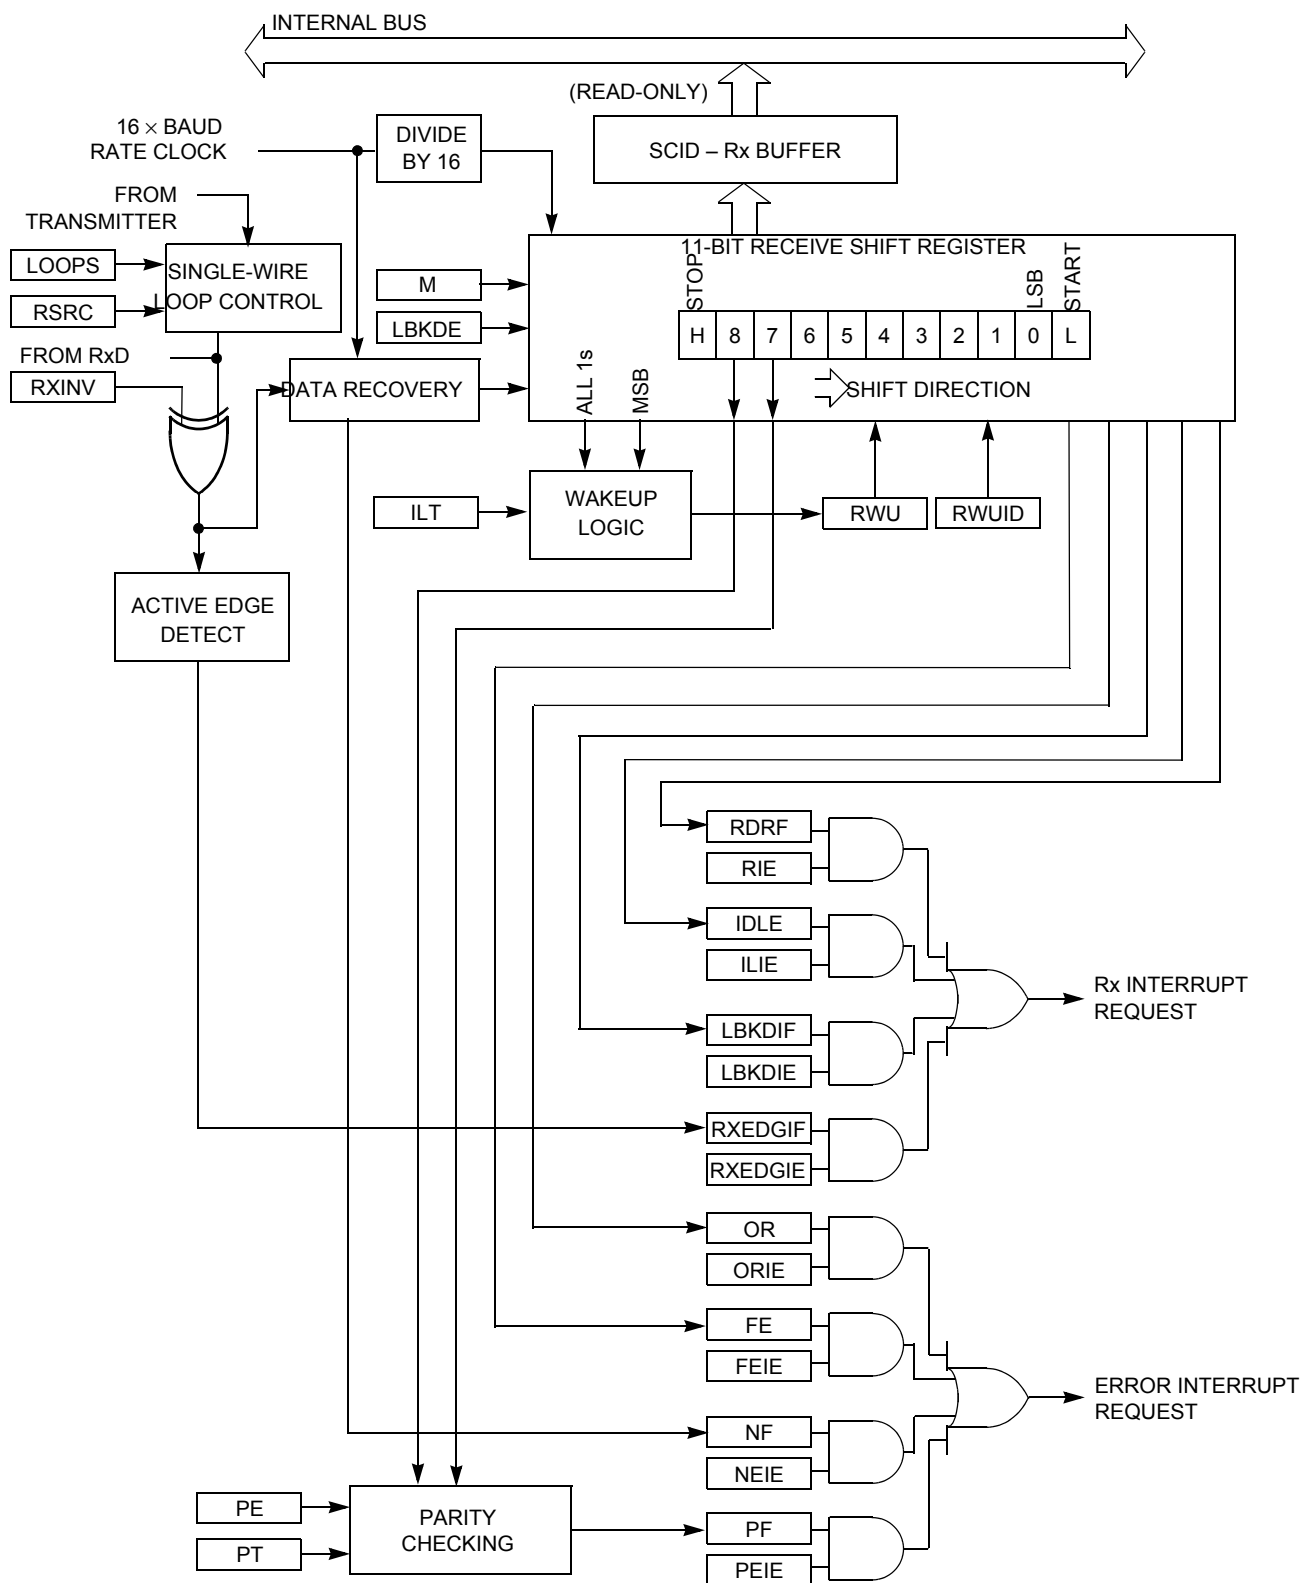 INTERNAL BUS
(READ-ONLY)
16 × BAUD
RATE CLOCK
DIVIDE
BY 16
SCID – Rx BUFFER
FROM
TRANSMITTER
11-BIT RECEIVE SHIFT REGISTER
LOOPS
SINGLE-WIRE
LOOP CONTROL
RSRC
M
LBKDE
STOP
LSB
START
H 8 7 6 5 4 3 2 1 0 L
FROM RxD
RXINV
DATA RECOVERY
ALL 1s
MSB
SHIFT DIRECTION
ILT
WAKEUP
LOGIC
RWU
RWUID
ACTIVE EDGE
DETECT
RDRF
RIE
IDLE
ILIE
Rx INTERRUPT
REQUEST
LBKDIF
LBKDIE
RXEDGIF
RXEDGIE
OR
ORIE
FE
FEIE
ERROR INTERRUPT
REQUEST
NF
NEIE
PE
PT
PARITY
CHECKING
PF
PEIE